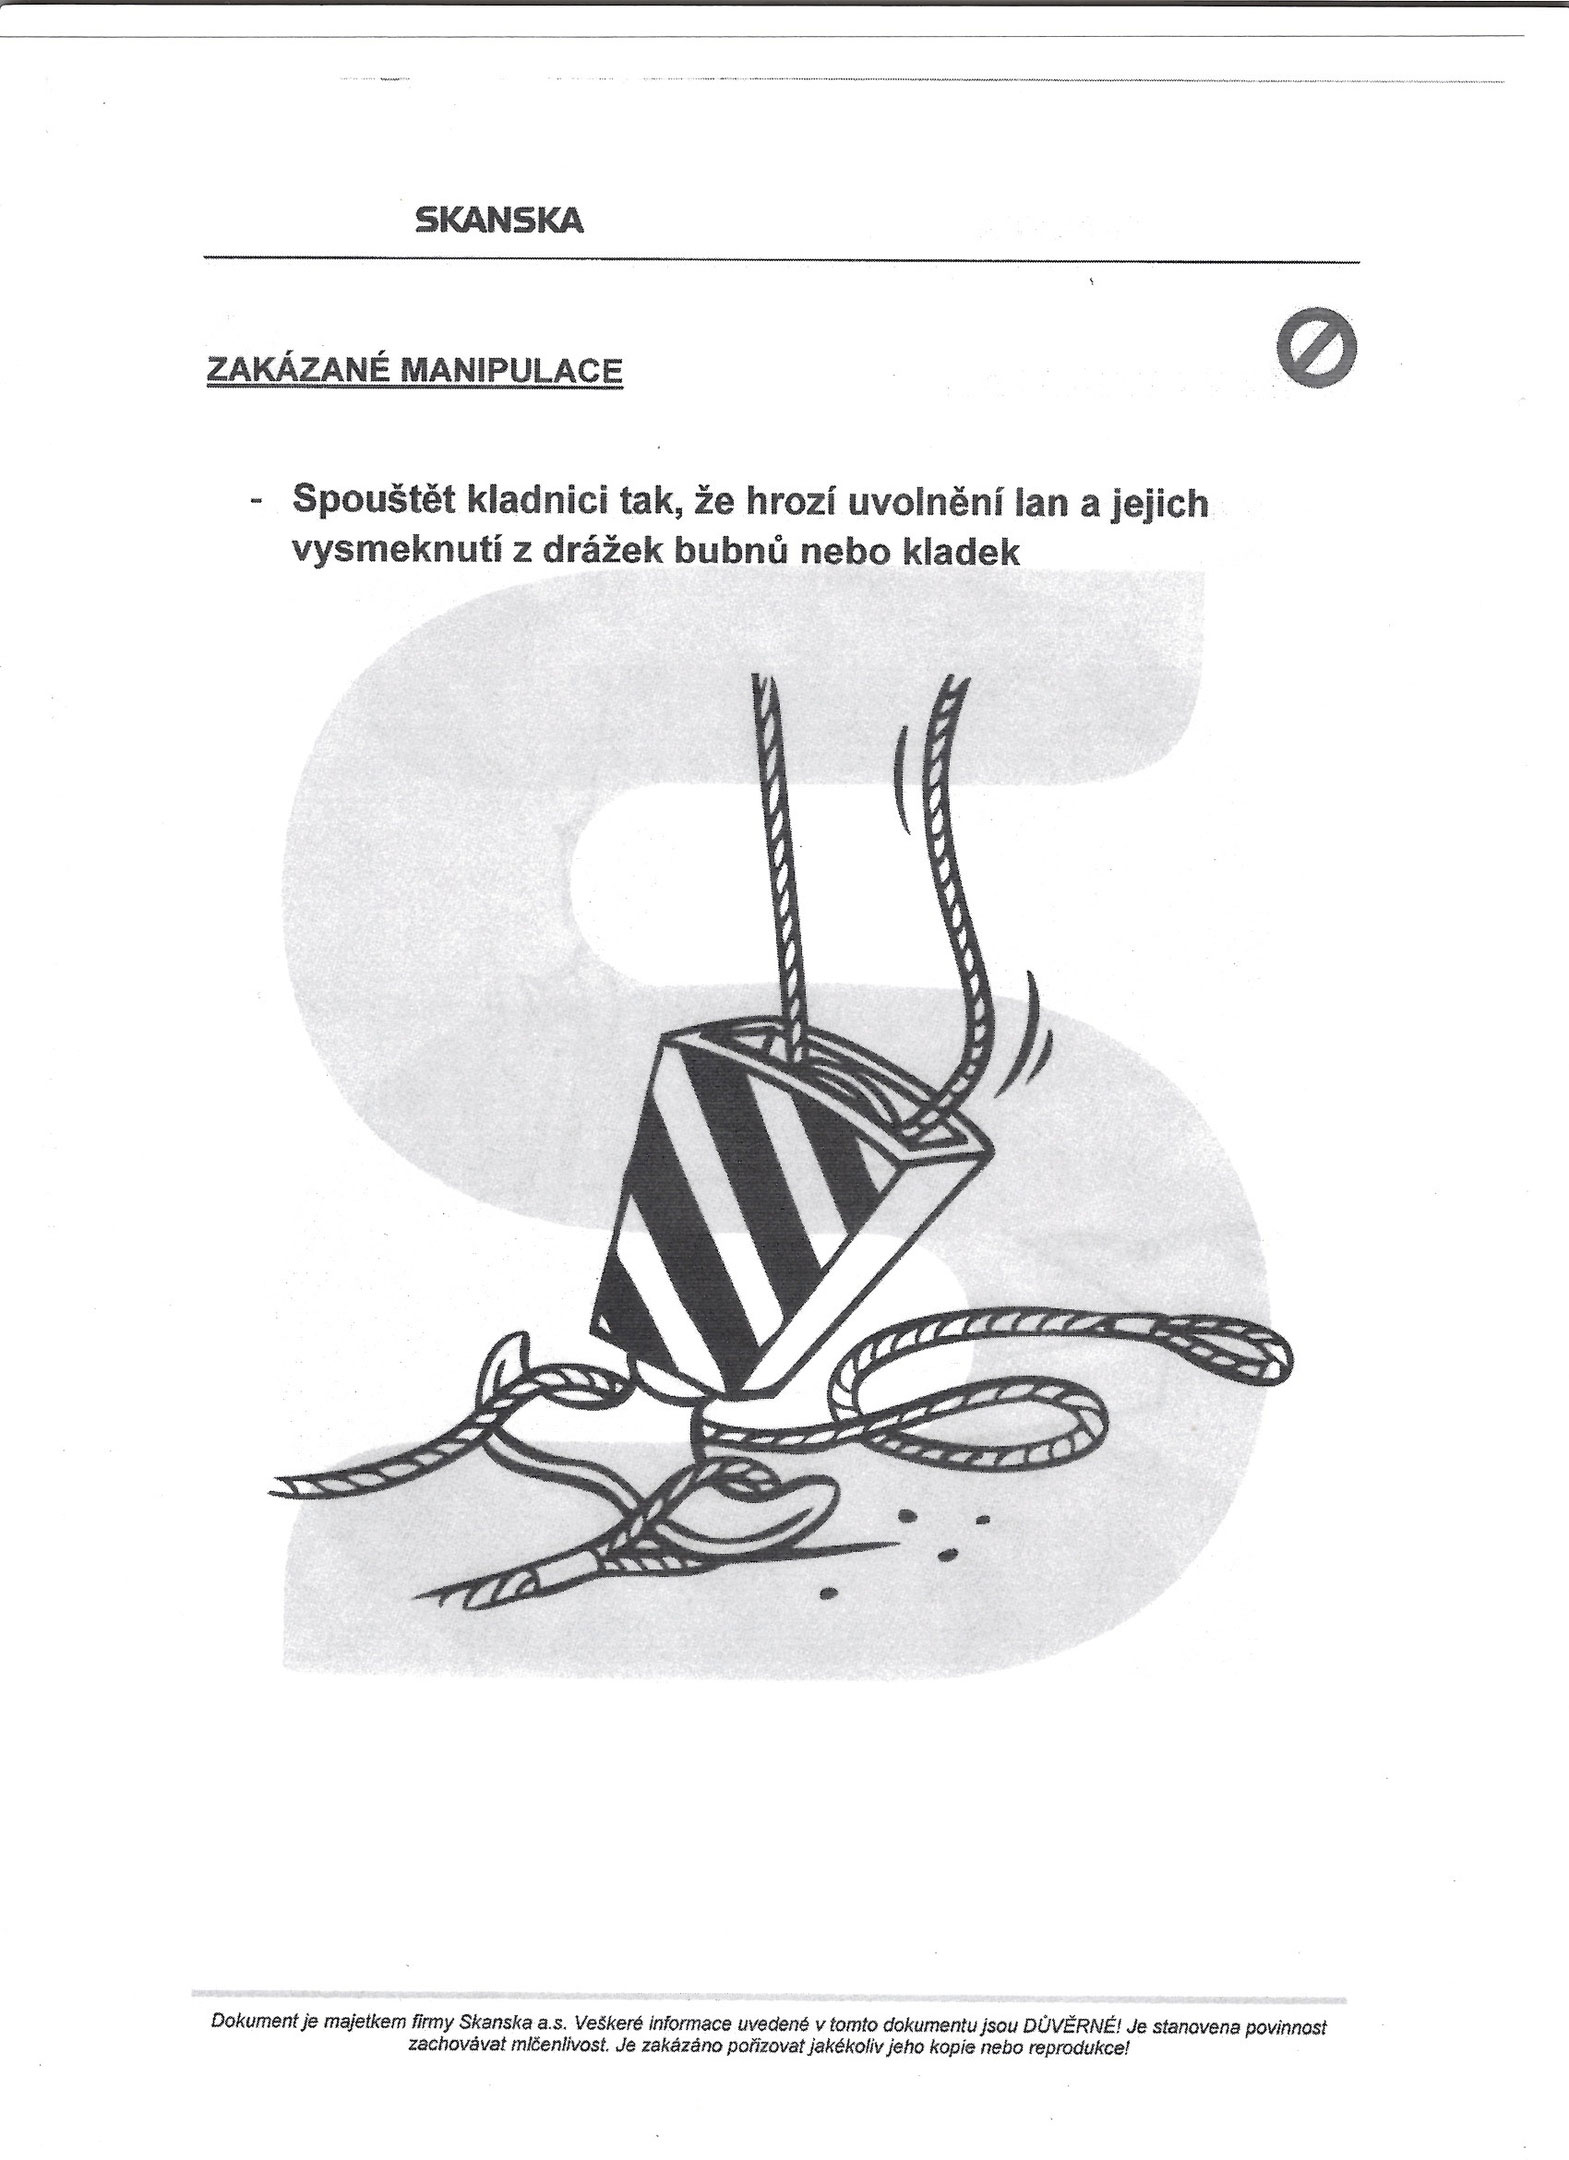 SKANSKA
ZAKÁZANÉ MANIPULACE
- Spouštět kladnici tak, že hrozí uvolnění lan a jejich
vysmeknutí z drážek bubnů nebo kladek
Dokument je majetkem firmy Skanska a.s. Veškeré informace uvedené v tomto dokumentu jsou DŮVĚRNÉ! Je stanovena povinnost
zachovávat mlčenlivost. Je zakázáno pořizovat jakékoliv jeho kopie nebo reprodukce!